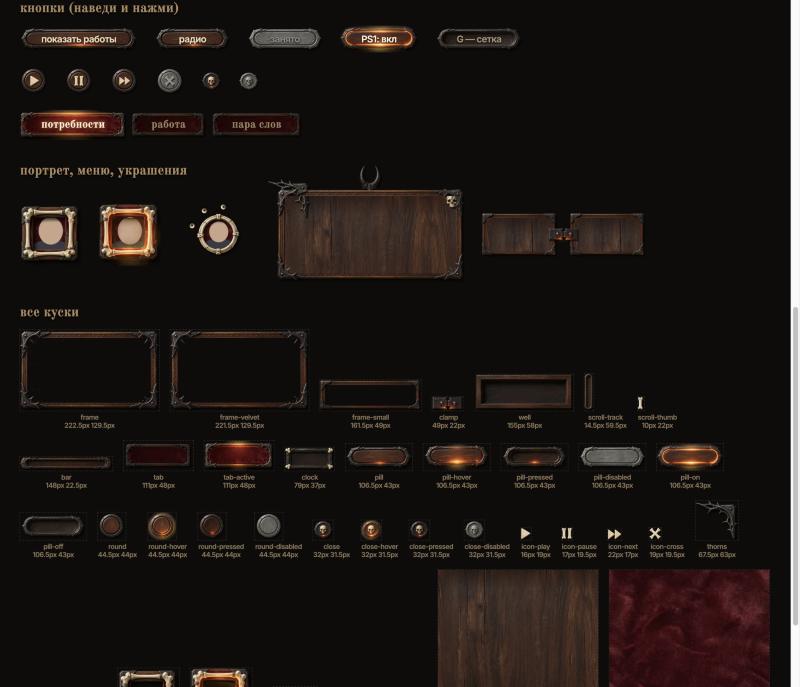 кнопки (наведи и нажми)
показать работы радио занято PS1: вкл G — сетка
потребности работа пара слов
портрет, меню, украшения
все куски
frame frame-velvet frame-small clamp well scroll-track scroll-thumb
222.5px 129.5px 221.5px 129.5px 161.5px 49px 49px 22px 155px 58px 14.5px 59.5px 10px 22px
bar tab tab-active clock pill pill-hover pill-pressed pill-disabled pill-on
148px 22.5px 111px 48px 111px 48px 79px 37px 106.5px 43px 106.5px 43px 106.5px 43px 106.5px 43px 106.5px 43px
pill-off round round-hover round-pressed round-disabled close close-hover close-pressed close-disabled icon-play icon-pause icon-next icon-cross thorns
106.5px 43px 44.5px 44px 44.5px 44px 44.5px 44px 44.5px 44px 32px 31.5px 32px 31.5px 32px 31.5px 32px 31.5px 16px 19px 17px 19.5px 22px 17px 19px 19.5px 67.5px 63px